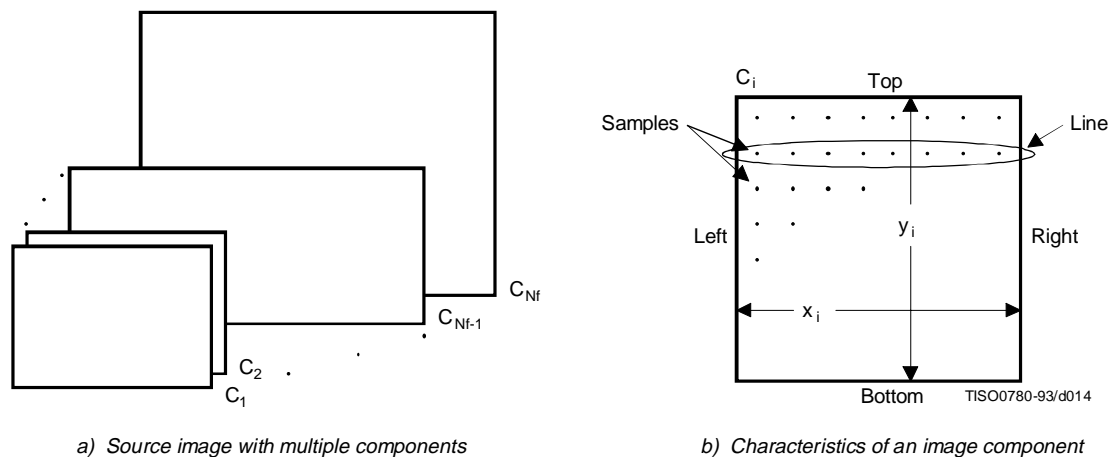 C_Nf
C_Nf-1
C_2
C_1
a) Source image with multiple components
C_i
Top
Samples
Line
Left
y_i
Right
x_i
Bottom
TISO0780-93/d014
b) Characteristics of an image component